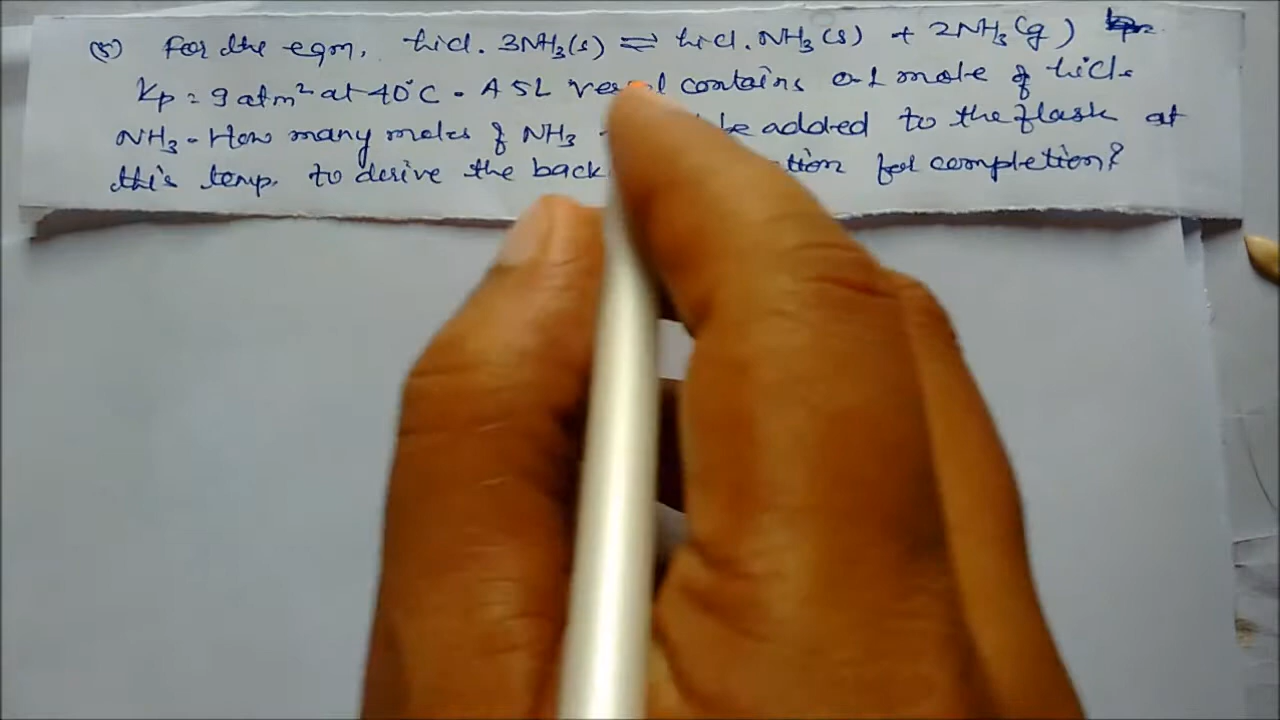 (5) For the eqm, LiCl. 3NH₃(s) ⇌ LiCl. NH₃(s) + 2NH₃(g)
Kp = 9 atm² at 40°C - A 5L contains 0.1 mole of LiCl.
NH₃ - How many moles of NH₃ be added to the flask at
this temp. to derive the back for completion?